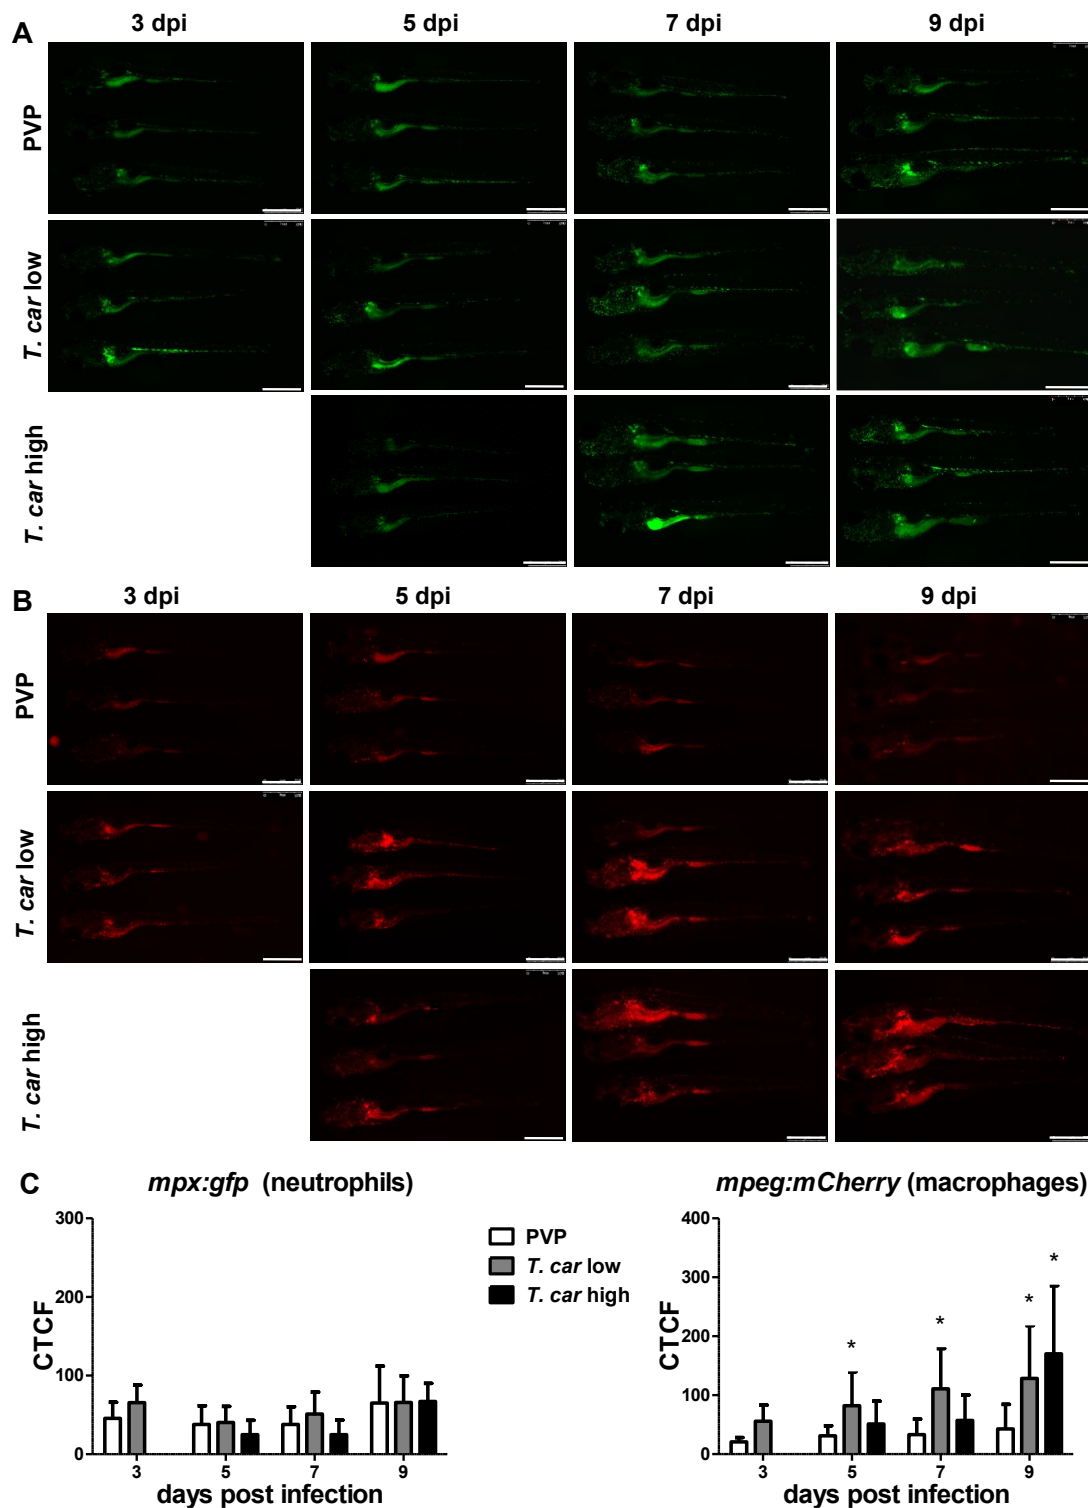 A
3 dpi 5 dpi 7 dpi 9 dpi
PVP
T. car low
T. car high
B
3 dpi 5 dpi 7 dpi 9 dpi
PVP
T. car low
T. car high
C
mpx:gfp (neutrophils)
CTCF
300
200
100
0
3 5 7 9
days post infection
PVP
T. car low
T. car high
mpeg:mCherry (macrophages)
CTCF
400
300
200
100
0
* * * *
3 5 7 9
days post infection